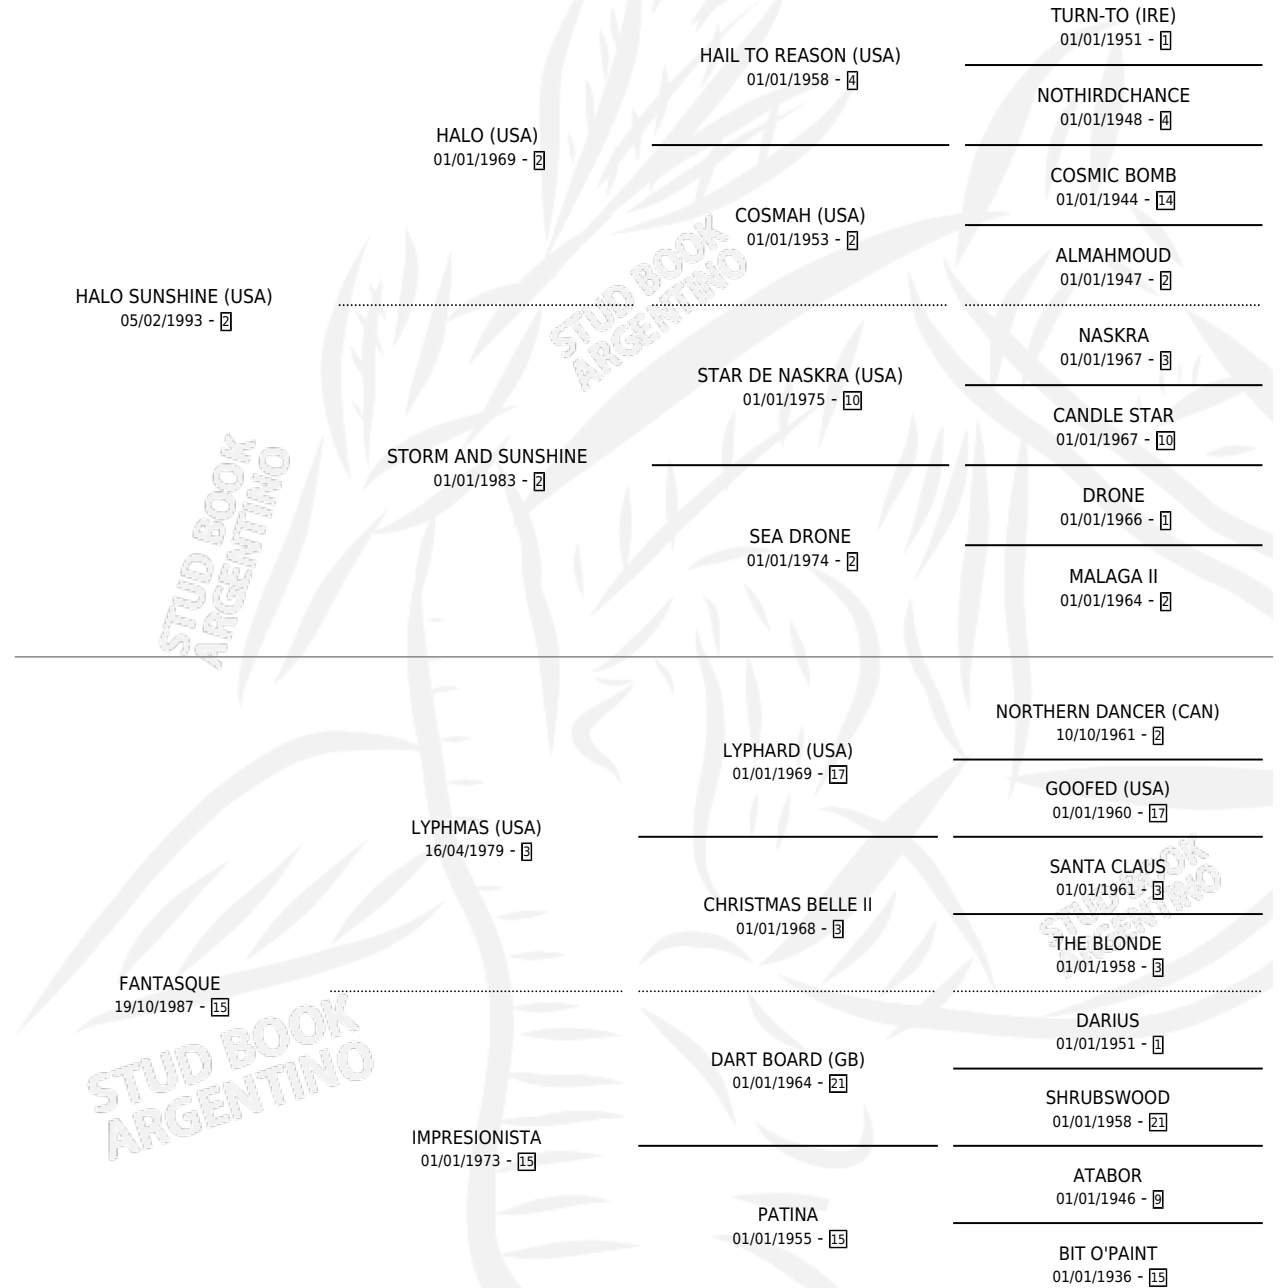 TURN-TO (IRE)
01/01/1951 - 1
HAIL TO REASON (USA)
01/01/1958 - 4
NOTHIRDCHANCE
01/01/1948 - 4
HALO (USA)
01/01/1969 - 2
COSMIC BOMB
01/01/1944 - 14
COSMAH (USA)
01/01/1953 - 2
ALMAHMOUD
01/01/1947 - 2
HALO SUNSHINE (USA)
05/02/1993 - 2
NASKRA
01/01/1967 - 3
STAR DE NASKRA (USA)
01/01/1975 - 10
CANDLE STAR
01/01/1967 - 10
STORM AND SUNSHINE
01/01/1983 - 2
DRONE
01/01/1966 - 1
SEA DRONE
01/01/1974 - 2
MALAGA II
01/01/1964 - 2
NORTHERN DANCER (CAN)
10/10/1961 - 2
LYPHARD (USA)
01/01/1969 - 17
GOOFED (USA)
01/01/1960 - 17
LYPHMAS (USA)
16/04/1979 - 3
SANTA CLAUS
01/01/1961 - 3
CHRISTMAS BELLE II
01/01/1968 - 3
THE BLONDE
01/01/1958 - 3
FANTASQUE
19/10/1987 - 15
DARIUS
01/01/1951 - 1
DART BOARD (GB)
01/01/1964 - 21
SHRUBSWOOD
01/01/1958 - 21
IMPRESIONISTA
01/01/1973 - 15
ATABOR
01/01/1946 - 9
PATINA
01/01/1955 - 15
BIT O'PAINT
01/01/1936 - 15
STUD BOOK
ARGENTINO
STUD BOOK
ARGENTINO
STUD BOOK
ARGENTINO
STUD BOOK
ARGENTINO